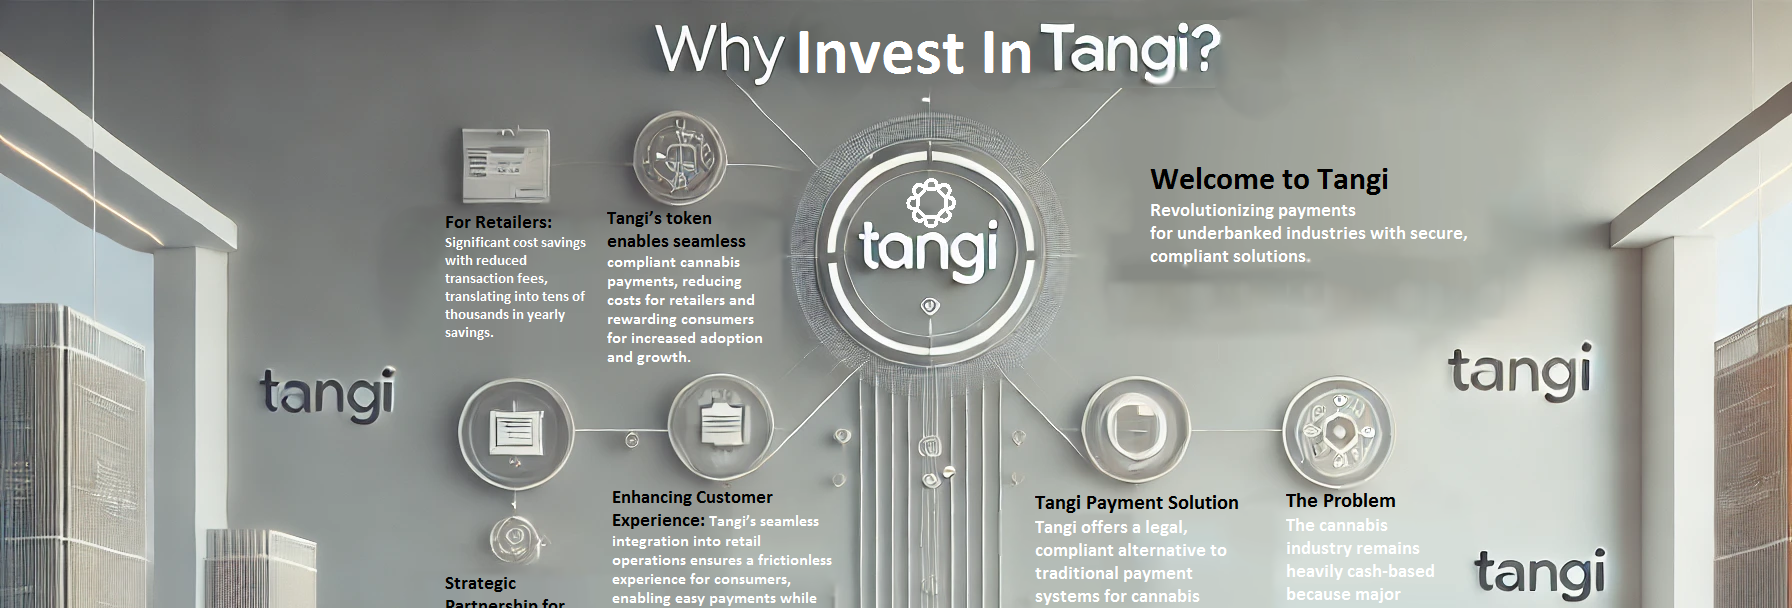 Why Invest In Tangi?
For Retailers:
Significant cost savings
with reduced
transaction fees,
translating into tens of
thousands in yearly
savings.
Tangi's token
enables seamless
compliant cannabis
payments, reducing
costs for retailers and
rewarding consumers
for increased adoption
and growth.
tangi
Welcome to Tangi
Revolutionizing payments
for underbanked industries with secure,
compliant solutions.
tangi
tangi
Strategic
Partnership for
Enhancing Customer
Experience: Tangi's seamless
integration into retail
operations ensures a frictionless
experience for consumers,
enabling easy payments while
Tangi Payment Solution
Tangi offers a legal,
compliant alternative to
traditional payment
systems for cannabis
The Problem
The cannabis
industry remains
heavily cash-based
because major
tangi